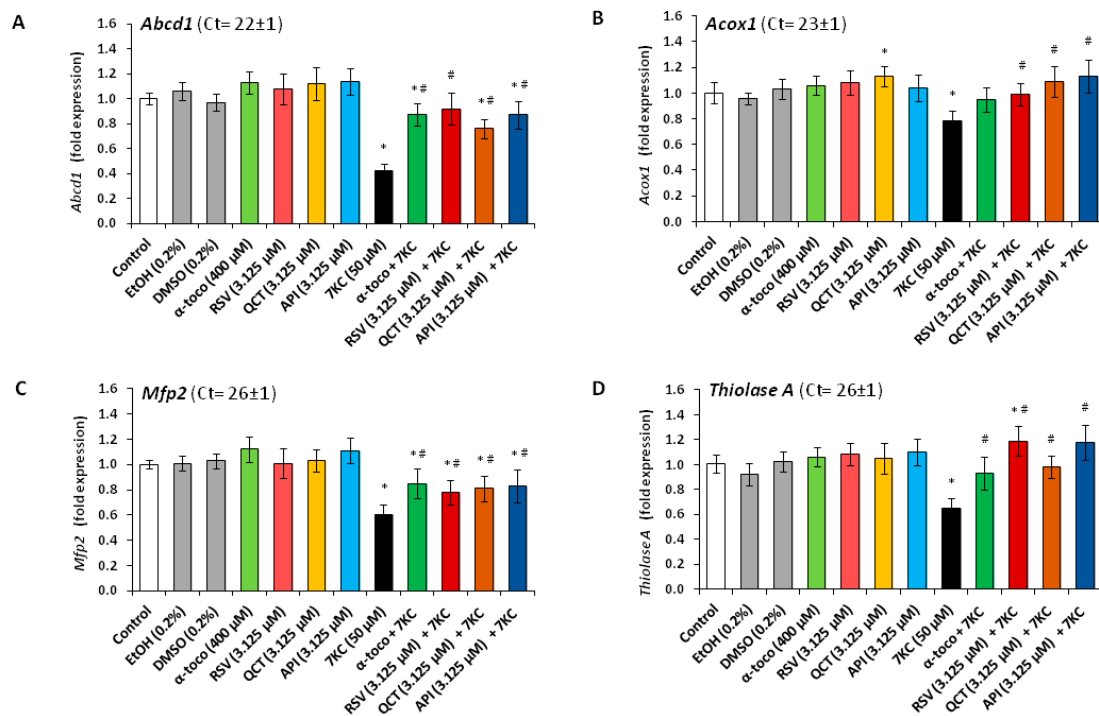 A
Abcd1 (Ct= 22±1)
Abcd1 (fold expression)
1.6
1.4
1.2
1.0
0.8
0.6
0.4
0.2
0.0
*
*#
#
*#
*#
Control
EtOH (0.2%)
DMSO (0.2%)
α-toco (400 µM)
RSV (3.125 µM)
QCT (3.125 µM)
API (3.125 µM)
7KC (50 µM)
α-toco + 7KC
RSV (3.125 µM) + 7KC
QCT (3.125 µM) + 7KC
API (3.125 µM) + 7KC
B
Acox1 (Ct= 23±1)
Acox1 (fold expression)
1.6
1.4
1.2
1.0
0.8
0.6
0.4
0.2
0.0
*
*
#
#
#
Control
EtOH (0.2%)
DMSO (0.2%)
α-toco (400 µM)
RSV (3.125 µM)
QCT (3.125 µM)
API (3.125 µM)
7KC (50 µM)
α-toco + 7KC
RSV (3.125 µM) + 7KC
QCT (3.125 µM) + 7KC
API (3.125 µM) + 7KC
C
Mfp2 (Ct= 26±1)
Mfp2 (fold expression)
1.6
1.4
1.2
1.0
0.8
0.6
0.4
0.2
0.0
*
*#
*#
*#
*#
Control
EtOH (0.2%)
DMSO (0.2%)
α-toco (400 µM)
RSV (3.125 µM)
QCT (3.125 µM)
API (3.125 µM)
7KC (50 µM)
α-toco + 7KC
RSV (3.125 µM) + 7KC
QCT (3.125 µM) + 7KC
API (3.125 µM) + 7KC
D
Thiolase A (Ct= 26±1)
Thiolase A (fold expression)
1.6
1.4
1.2
1.0
0.8
0.6
0.4
0.2
0.0
*
#
*#
#
#
Control
EtOH (0.2%)
DMSO (0.2%)
α-toco (400 µM)
RSV (3.125 µM)
QCT (3.125 µM)
API (3.125 µM)
7KC (50 µM)
α-toco + 7KC
RSV (3.125 µM) + 7KC
QCT (3.125 µM) + 7KC
API (3.125 µM) + 7KC